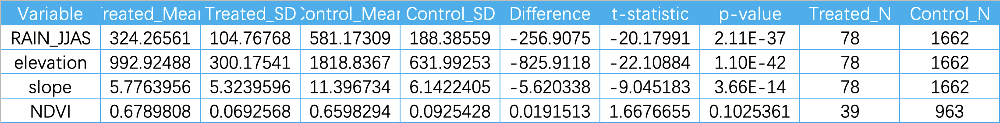 Variable Treated_Mean Treated_SD Control_Mean Control_SD Difference t-statistic p-value Treated_N Control_N
RAIN_JJAS 324.26561 104.76768 581.17309 188.38559 -256.9075 -20.17991 2.11E-37 78 1662
elevation 992.92488 300.17541 1818.8367 631.99253 -825.9118 -22.10884 1.10E-42 78 1662
slope 5.7763956 5.3239596 11.396734 6.1422405 -5.620338 -9.045183 3.66E-14 78 1662
NDVI 0.6789808 0.0692568 0.6598294 0.0925428 0.0191513 1.6676655 0.1025361 39 963